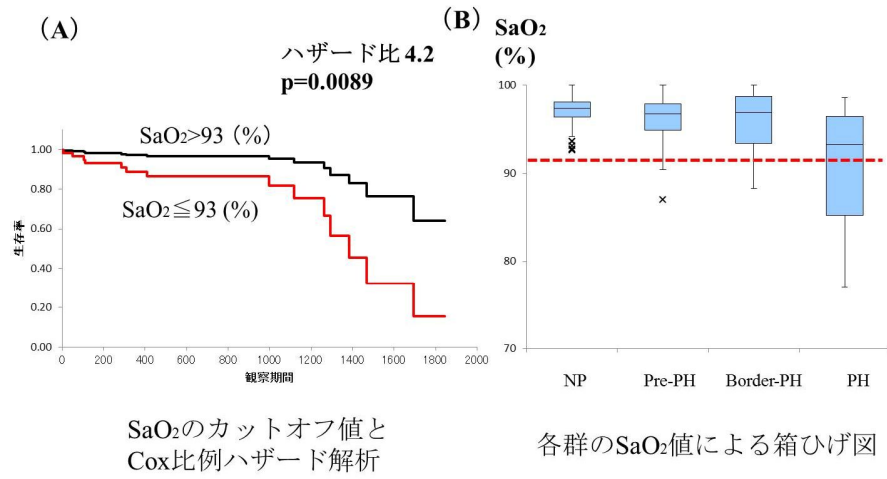 (A)
ハザード比 4.2
p=0.0089
SaO₂>93 (%)
SaO₂≦93 (%)
生存率
1.00
0.80
0.60
0.40
0.20
0.00
0 200 400 600 800 1000 1200 1400 1600 1800 2000
観察期間
SaO₂のカットオフ値と
Cox比例ハザード解析
(B)
SaO₂
(%)
100
90
80
70
NP Pre-PH Border-PH PH
各群のSaO₂値による箱ひげ図